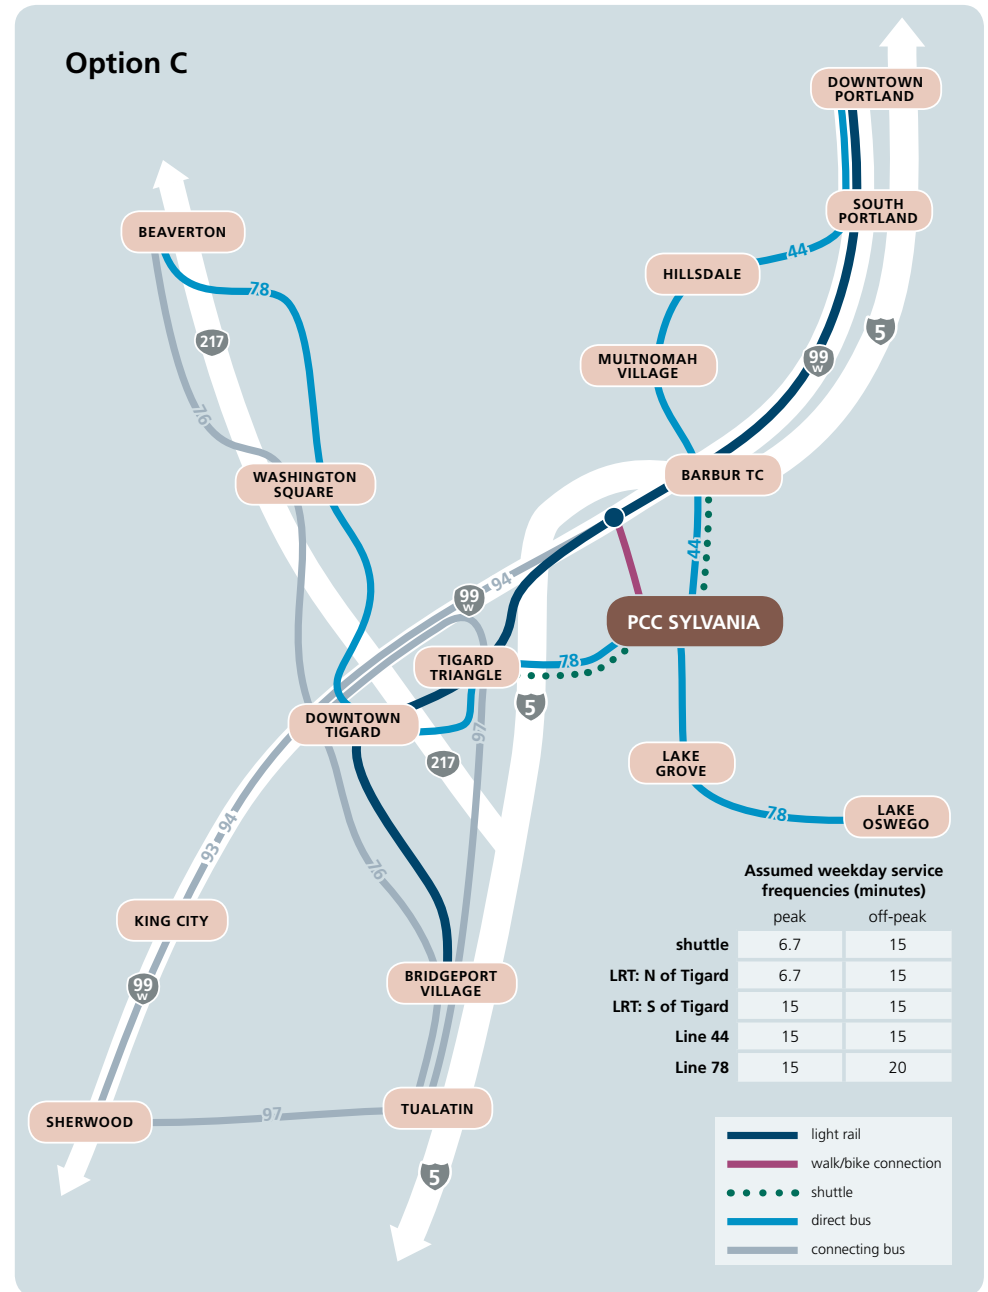 Option C
DOWNTOWN
PORTLAND
SOUTH
PORTLAND
BEAVERTON
44
HILLSDALE
78
5
217
99
W
MULTNOMAH
VILLAGE
76
BARBUR TC
WASHINGTON
SQUARE
44
94
99
W
PCC SYLVANIA
TIGARD
TRIANGLE
78
5
DOWNTOWN
TIGARD
97
217
LAKE
GROVE
78
LAKE
OSWEGO
93
94
76
KING CITY
99
W
BRIDGEPORT
VILLAGE
SHERWOOD
97
TUALATIN
5
Assumed weekday service
frequencies (minutes)
peak off-peak
shuttle 6.7 15
LRT: N of Tigard 6.7 15
LRT: S of Tigard 15 15
Line 44 15 15
Line 78 15 20
light rail
walk/bike connection
shuttle
direct bus
connecting bus